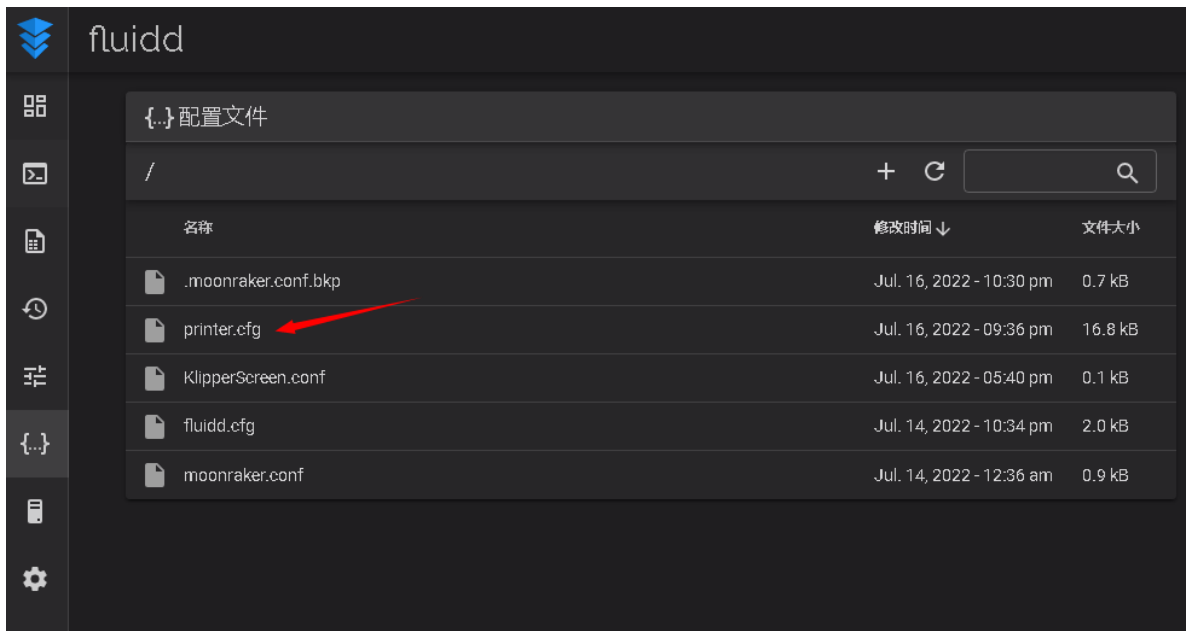 fluidd
{...} 配置文件
/
名称 修改时间 文件大小
.moonraker.conf.bkp Jul. 16, 2022 - 10:30 pm 0.7 kB
printer.cfg Jul. 16, 2022 - 09:36 pm 16.8 kB
KlipperScreen.conf Jul. 16, 2022 - 05:40 pm 0.1 kB
fluidd.cfg Jul. 14, 2022 - 10:34 pm 2.0 kB
{...}
moonraker.conf Jul. 14, 2022 - 12:36 am 0.9 kB